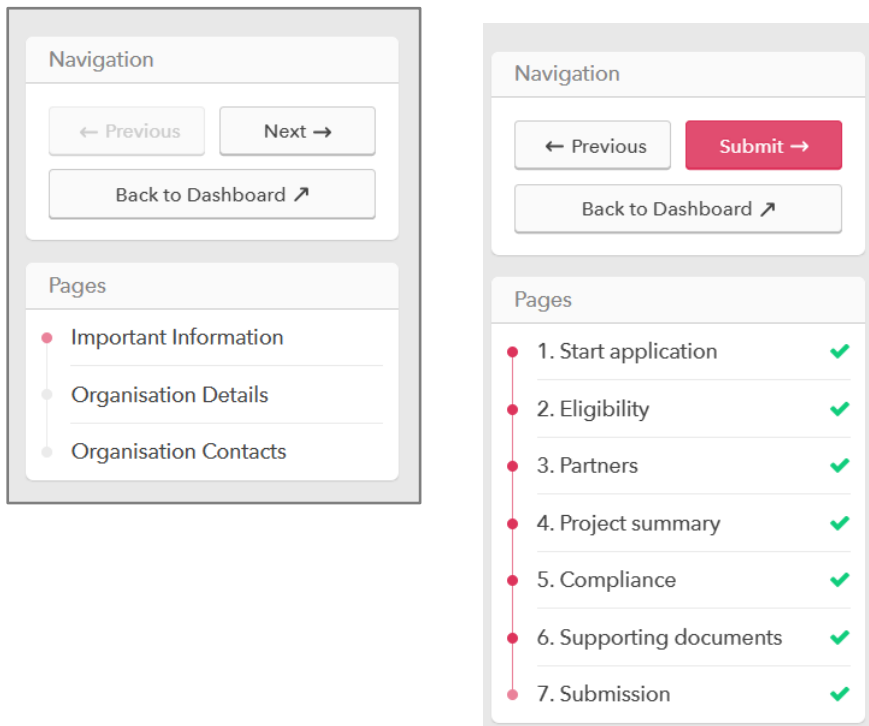 Navigation
← Previous
Next →
Back to Dashboard ↗
Pages
Important Information
Organisation Details
Organisation Contacts
Navigation
← Previous
Submit →
Back to Dashboard ↗
Pages
1. Start application
2. Eligibility
3. Partners
4. Project summary
5. Compliance
6. Supporting documents
7. Submission